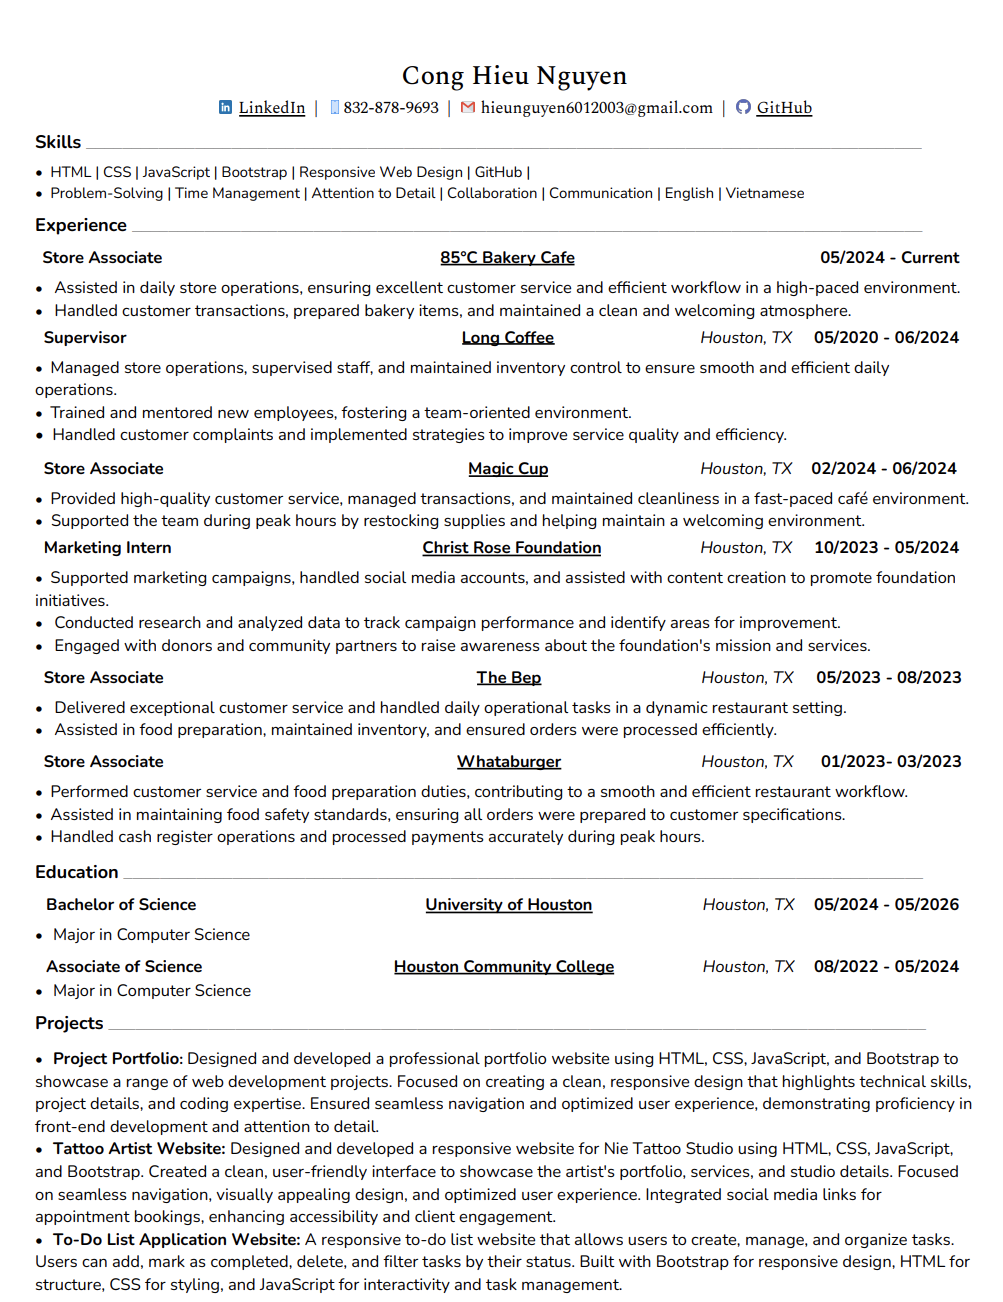 Cong Hieu Nguyen
LinkedIn | 832-878-9693 | hieunguyen6012003@gmail.com | GitHub
Skills
• HTML | CSS | JavaScript | Bootstrap | Responsive Web Design | GitHub |
• Problem-Solving | Time Management | Attention to Detail | Collaboration | Communication | English | Vietnamese
Experience
Store Associate 85°C Bakery Cafe 05/2024 - Current
• Assisted in daily store operations, ensuring excellent customer service and efficient workflow in a high-paced environment.
• Handled customer transactions, prepared bakery items, and maintained a clean and welcoming atmosphere.
Supervisor Long Coffee Houston, TX 05/2020 - 06/2024
• Managed store operations, supervised staff, and maintained inventory control to ensure smooth and efficient daily
operations.
• Trained and mentored new employees, fostering a team-oriented environment.
• Handled customer complaints and implemented strategies to improve service quality and efficiency.
Store Associate Magic Cup Houston, TX 02/2024 - 06/2024
• Provided high-quality customer service, managed transactions, and maintained cleanliness in a fast-paced café environment.
• Supported the team during peak hours by restocking supplies and helping maintain a welcoming environment.
Marketing Intern Christ Rose Foundation Houston, TX 10/2023 - 05/2024
• Supported marketing campaigns, handled social media accounts, and assisted with content creation to promote foundation
initiatives.
• Conducted research and analyzed data to track campaign performance and identify areas for improvement.
• Engaged with donors and community partners to raise awareness about the foundation's mission and services.
Store Associate The Bep Houston, TX 05/2023 - 08/2023
• Delivered exceptional customer service and handled daily operational tasks in a dynamic restaurant setting.
• Assisted in food preparation, maintained inventory, and ensured orders were processed efficiently.
Store Associate Whataburger Houston, TX 01/2023- 03/2023
• Performed customer service and food preparation duties, contributing to a smooth and efficient restaurant workflow.
• Assisted in maintaining food safety standards, ensuring all orders were prepared to customer specifications.
• Handled cash register operations and processed payments accurately during peak hours.
Education
Bachelor of Science University of Houston Houston, TX 05/2024 - 05/2026
• Major in Computer Science
Associate of Science Houston Community College Houston, TX 08/2022 - 05/2024
• Major in Computer Science
Projects
• Project Portfolio: Designed and developed a professional portfolio website using HTML, CSS, JavaScript, and Bootstrap to
showcase a range of web development projects. Focused on creating a clean, responsive design that highlights technical skills,
project details, and coding expertise. Ensured seamless navigation and optimized user experience, demonstrating proficiency in
front-end development and attention to detail.
• Tattoo Artist Website: Designed and developed a responsive website for Nie Tattoo Studio using HTML, CSS, JavaScript,
and Bootstrap. Created a clean, user-friendly interface to showcase the artist's portfolio, services, and studio details. Focused
on seamless navigation, visually appealing design, and optimized user experience. Integrated social media links for
appointment bookings, enhancing accessibility and client engagement.
• To-Do List Application Website: A responsive to-do list website that allows users to create, manage, and organize tasks.
Users can add, mark as completed, delete, and filter tasks by their status. Built with Bootstrap for responsive design, HTML for
structure, CSS for styling, and JavaScript for interactivity and task management.